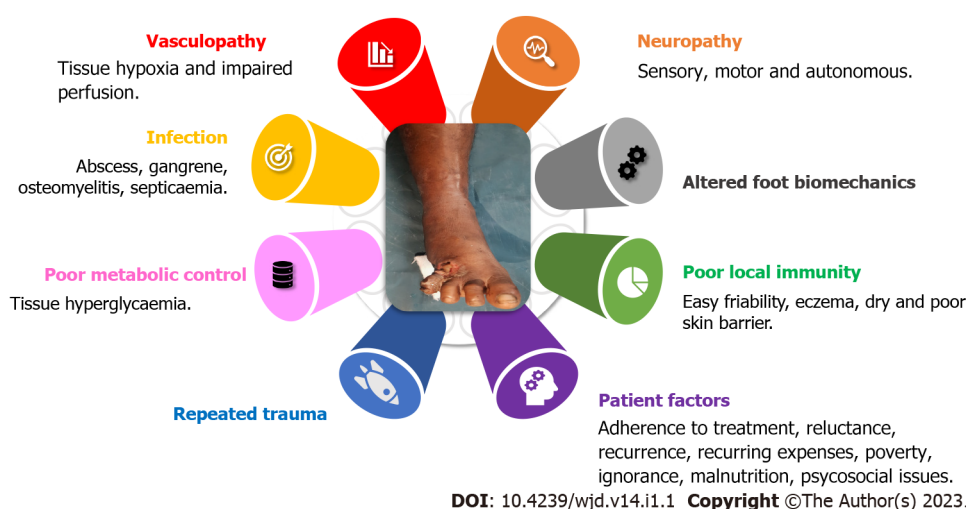 Vasculopathy
Tissue hypoxia and impaired
perfusion.
Neuropathy
Sensory, motor and autonomous.
Infection
Abscess, gangrene,
osteomyelitis, septicaemia.
Altered foot biomechanics
Poor metabolic control
Tissue hyperglycaemia.
Poor local immunity
Easy friability, eczema, dry and poor
skin barrier.
Repeated trauma
Patient factors
Adherence to treatment, reluctance,
recurrence, recurring expenses, poverty,
ignorance, malnutrition, psycosocial issues.
DOI: 10.4239/wjd.v14.i1.1 Copyright ©The Author(s) 2023.